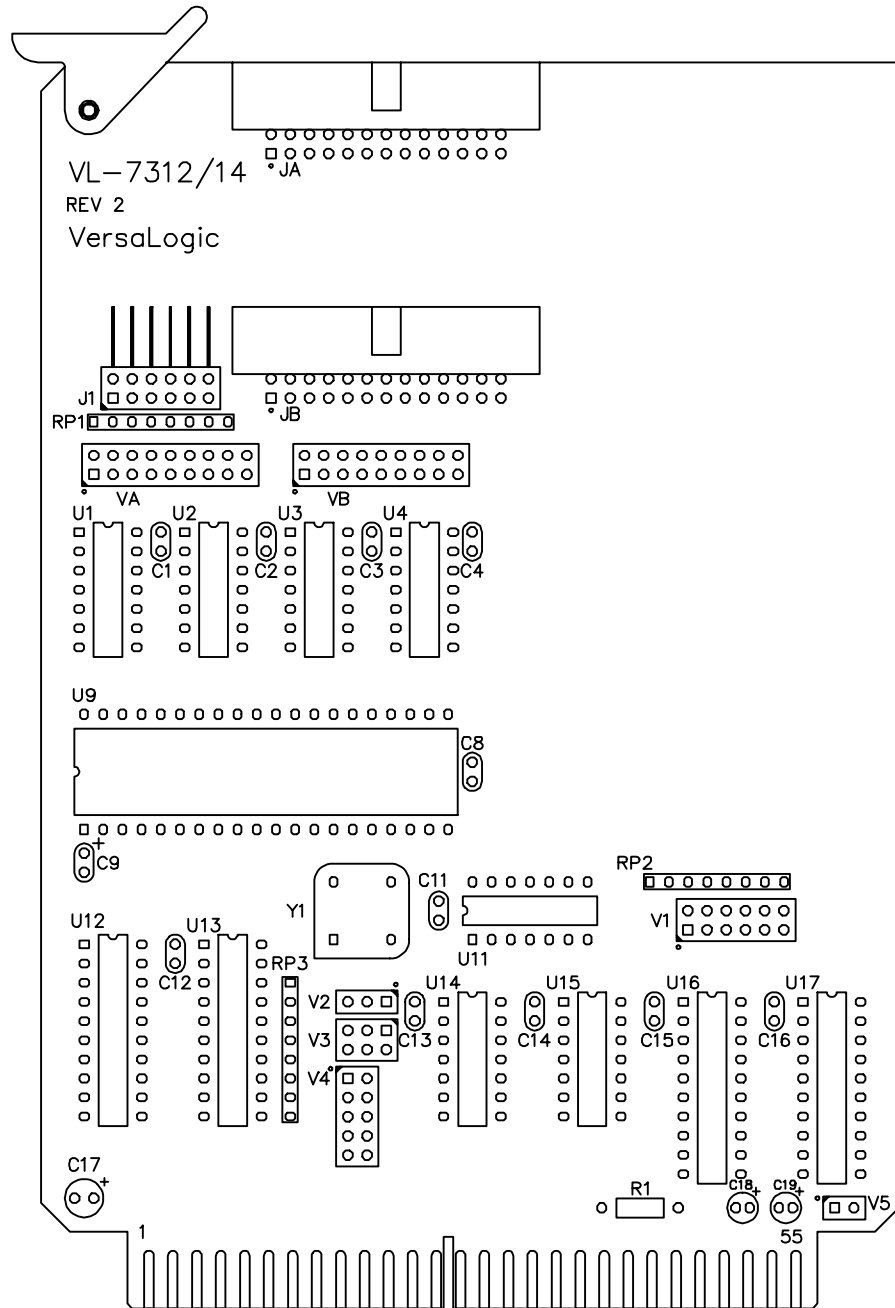 VL-7312/14
JA
REV 2
VersaLogic
J1
JB
RP1
VA
VB
U1
U2
U3
U4
C1
C2
C3
C4
U9
C8
+
C9
RP2
C11
Y1
V1
U12
U13
U11
RP3
C12
U14
U15
U16
U17
V2
V3
C13
C14
C15
C16
V4
C17
+
R1
C18
+
C19
+
V5
1
55